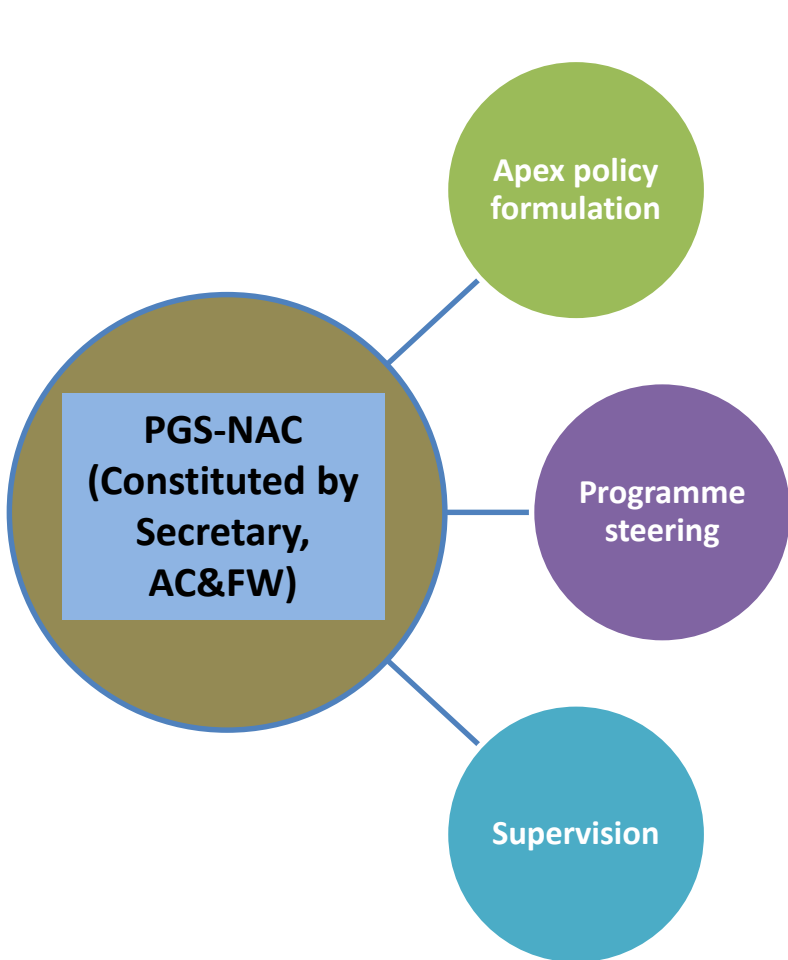 Apex policy
formulation
PGS-NAC
(Constituted by
Secretary,
AC&FW)
Programme
steering
Supervision